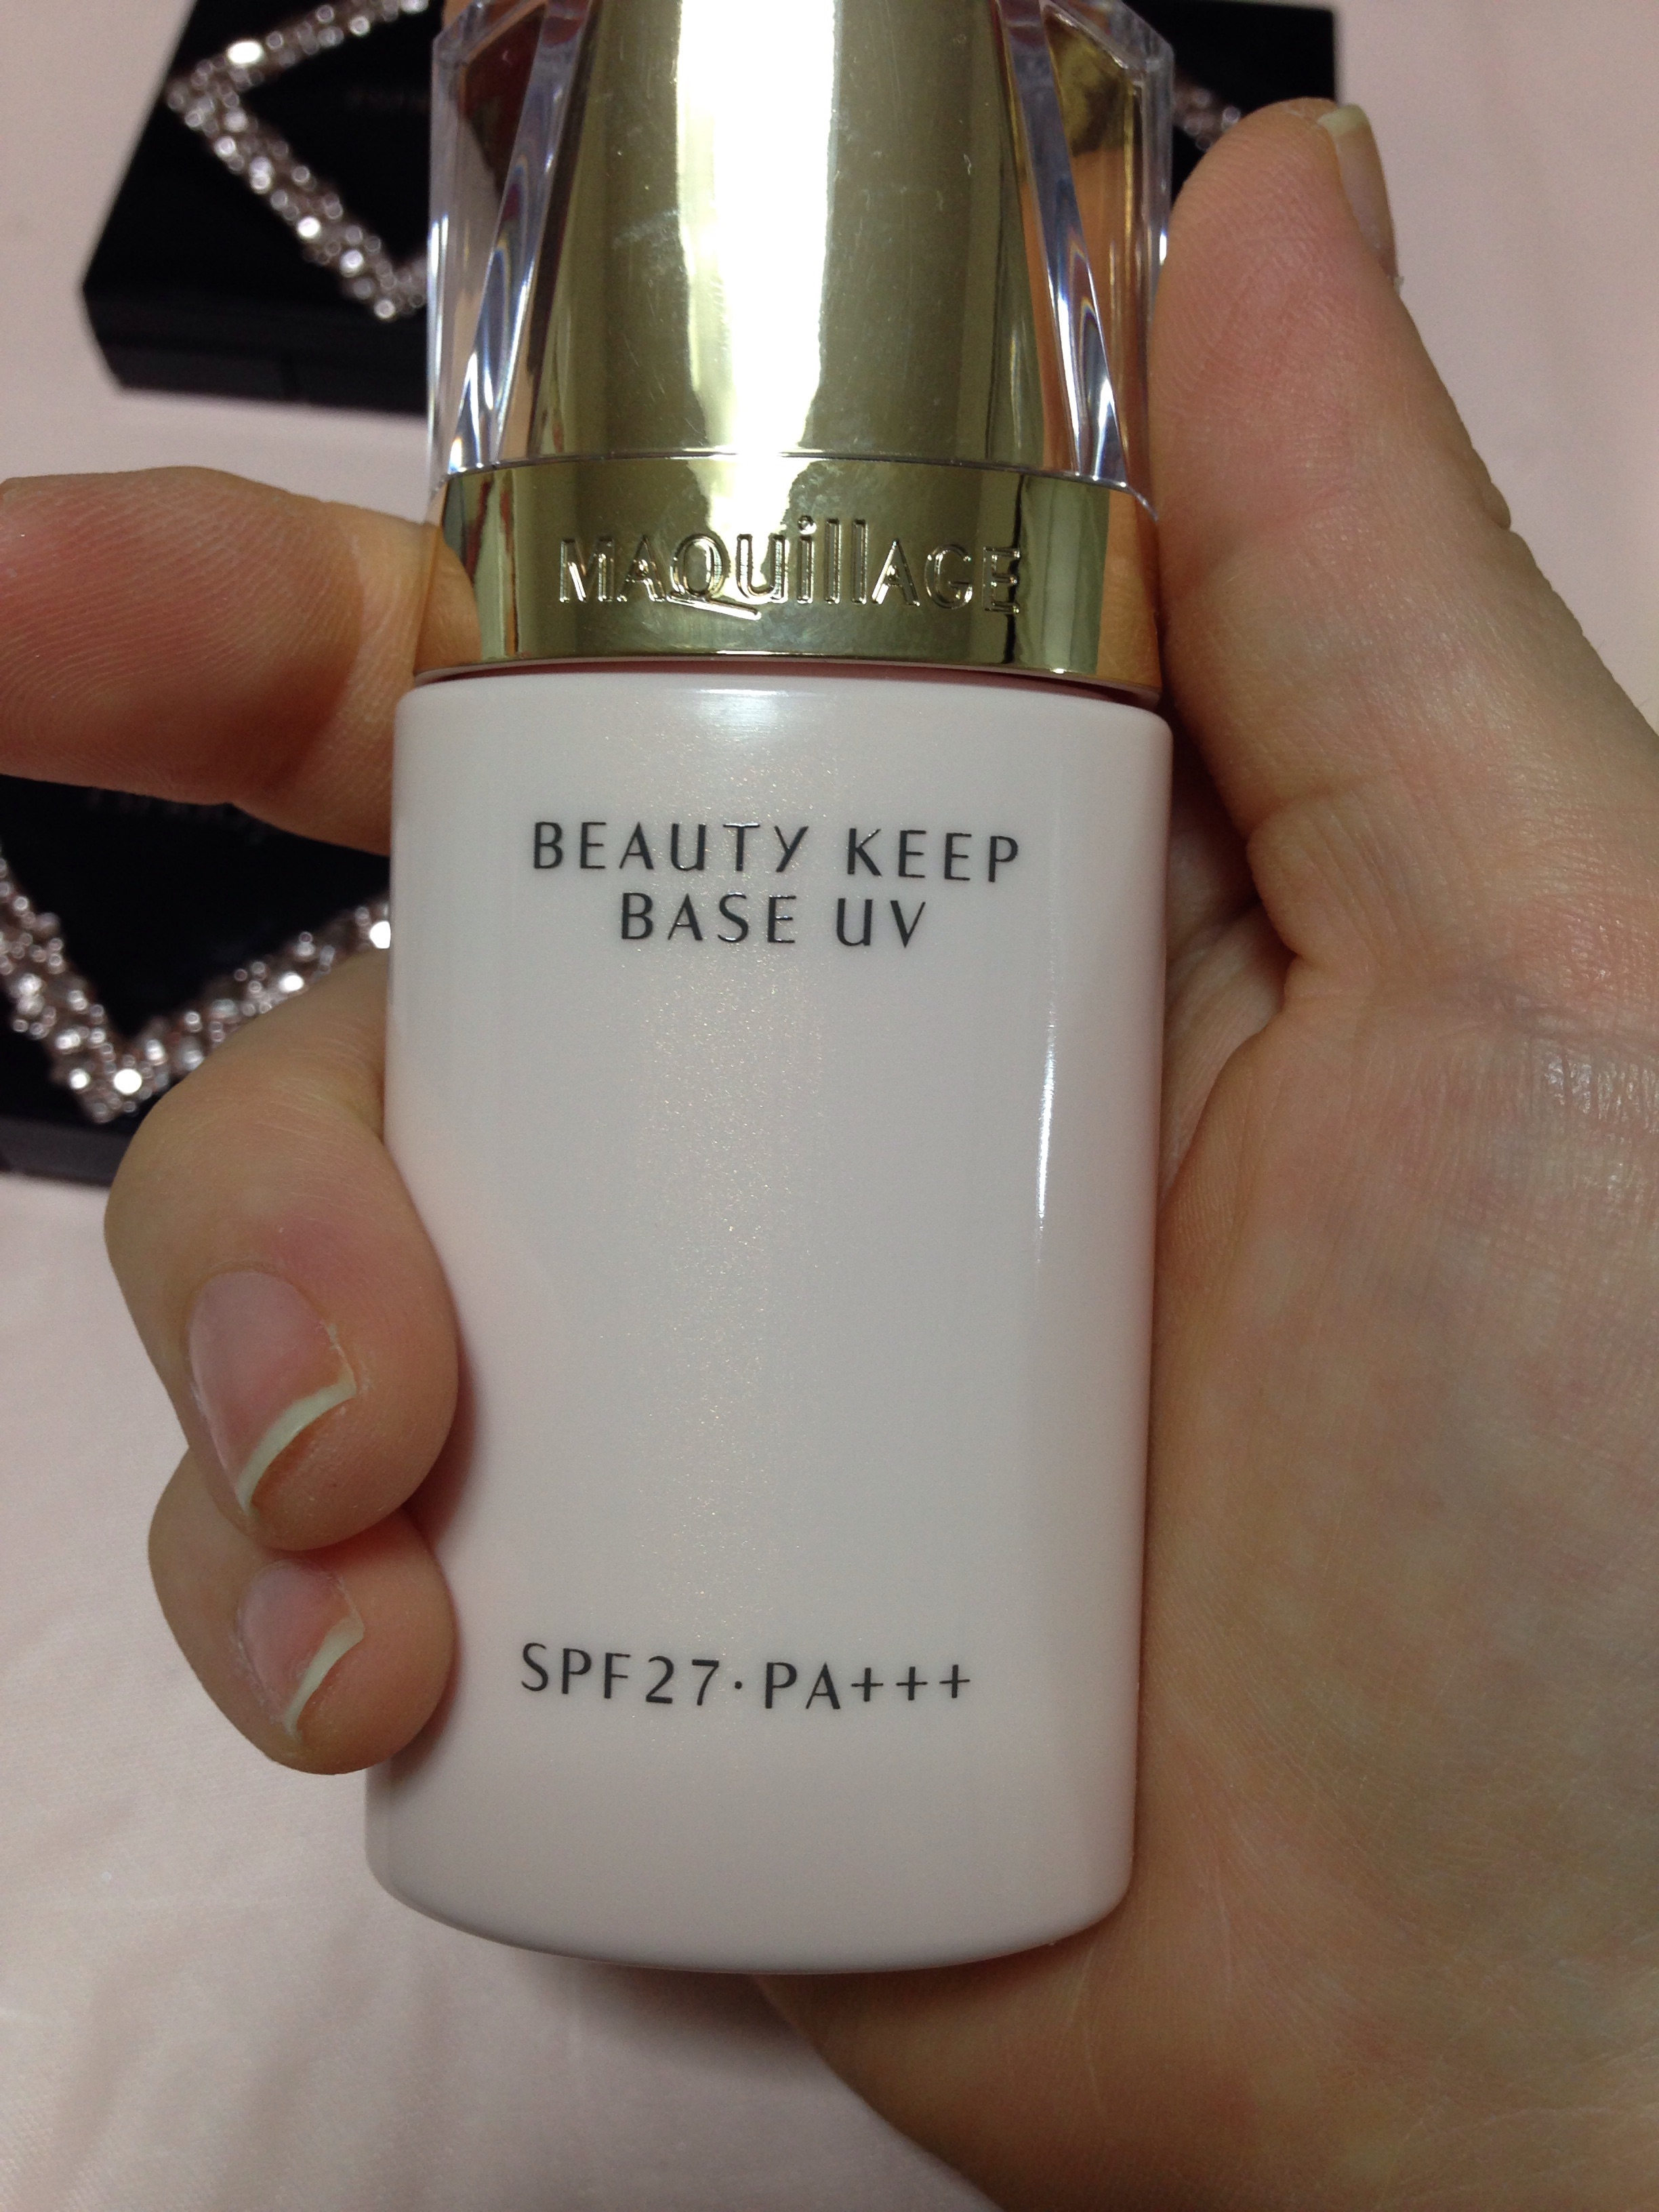 MAQuillAGE
BEAUTY KEEP
BASE UV
SPF27·PA+++